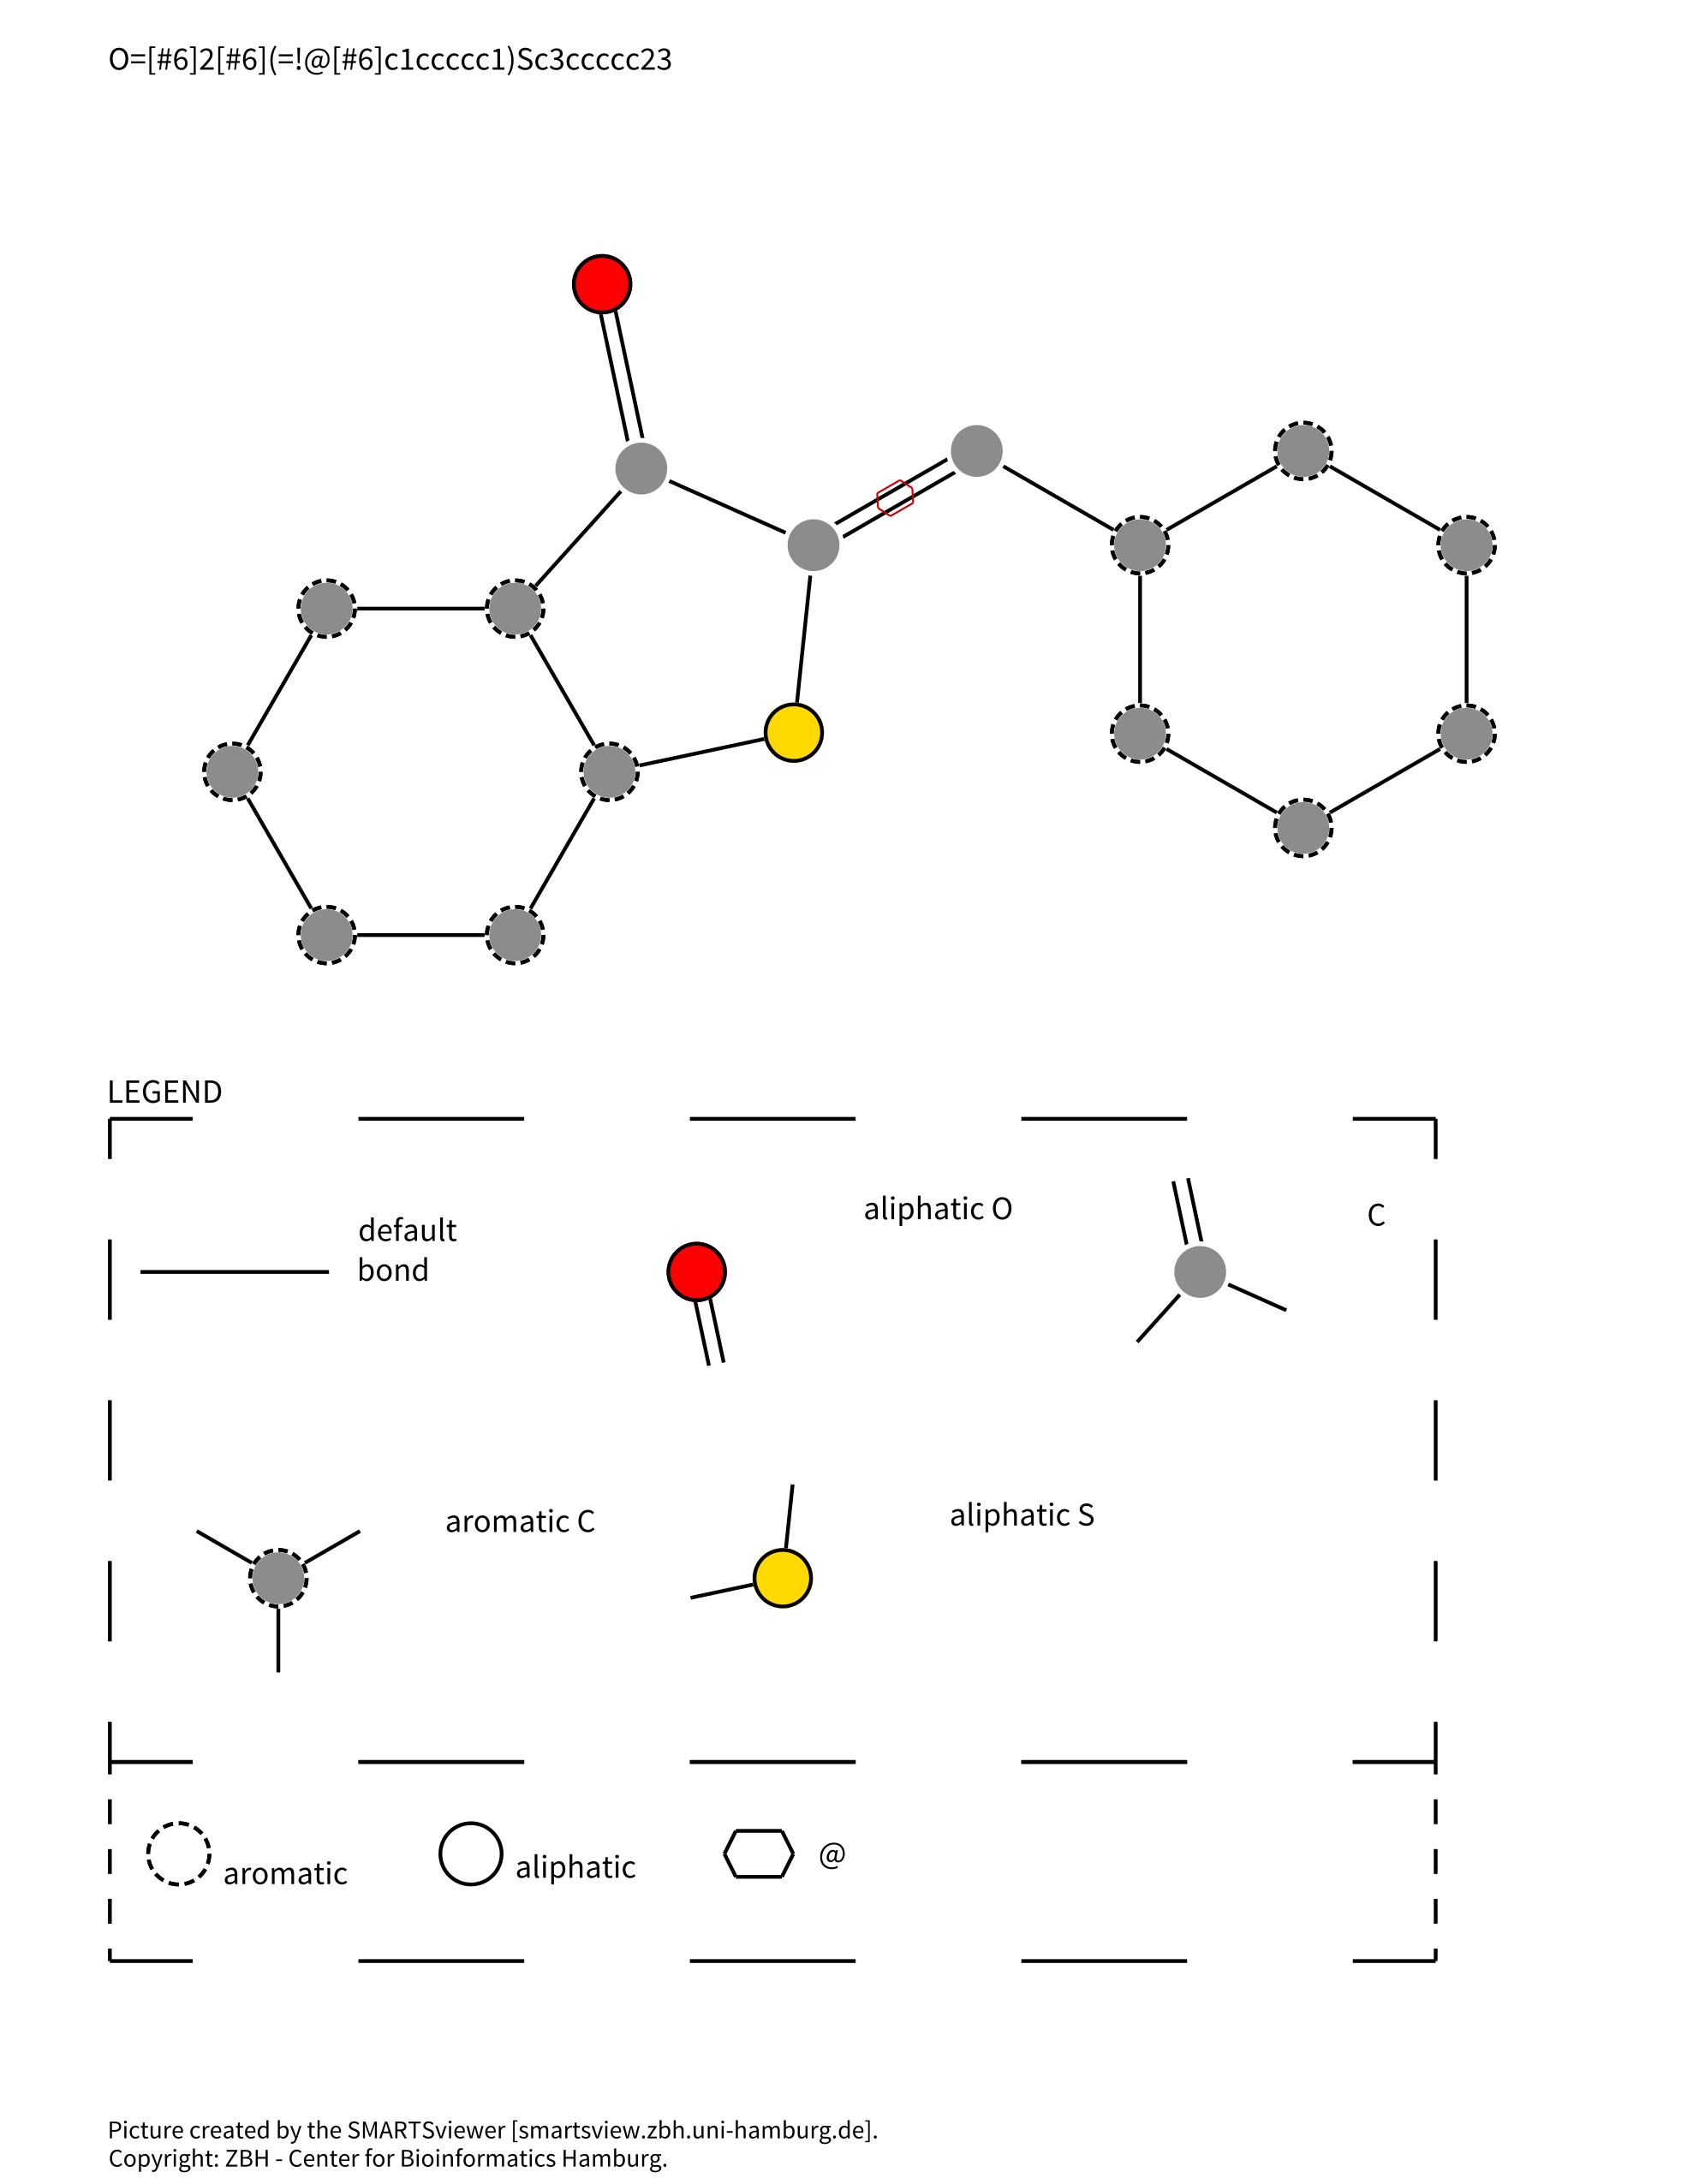 O=[#6]2[#6](=!@[#6]c1ccccc1)Sc3ccccc23
LEGEND
default
bond
aliphatic O
C
aromatic C
aliphatic S
aromatic
aliphatic
@
Picture created by the SMARTSviewer [smartsview.zbh.uni-hamburg.de].
Copyright: ZBH - Center for Bioinformatics Hamburg.